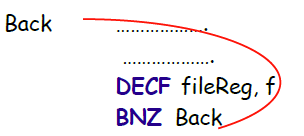 Back ………………….
………………….
DECF fileReg, f
BNZ Back